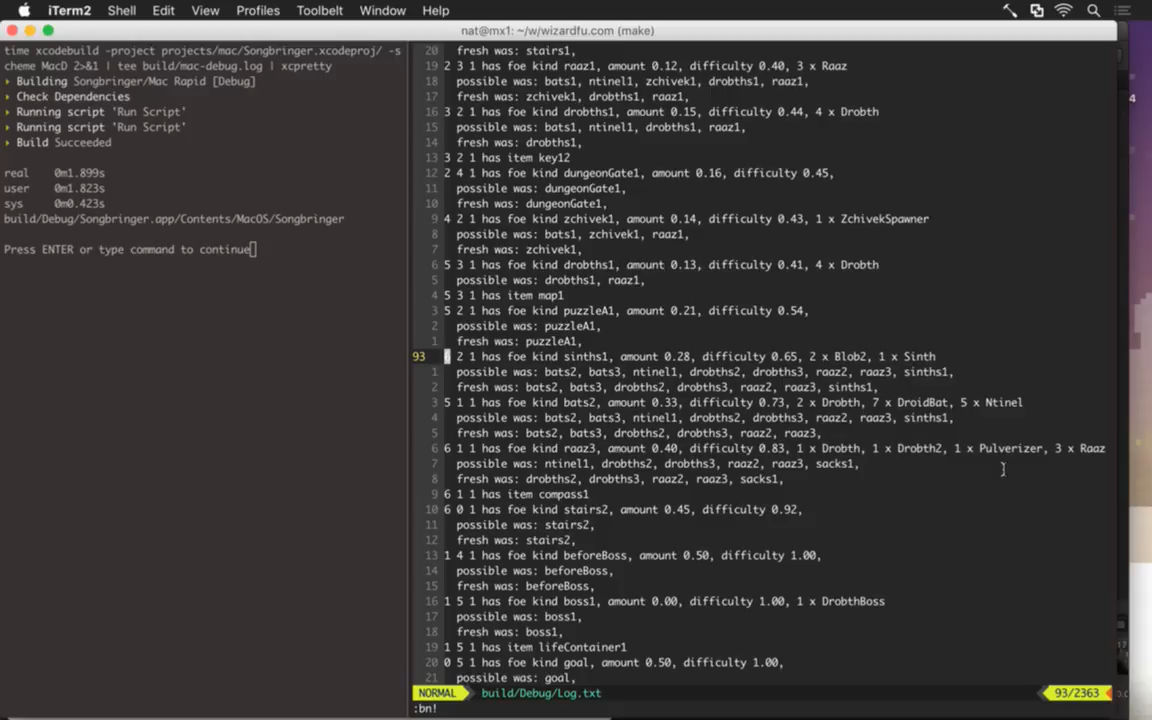 iTerm2 Shell Edit View Profiles Toolbelt Window Help
nat@mx1: ~/w/wizardfu.com (make)
time xcodebuild -project projects/mac/Songbringer.xcodeproj/ -s
cheme MacD 2>&1 | tee build/mac-debug.log | xcpretty
▸ Building Songbringer/Mac Rapid [Debug]
▸ Check Dependencies
▸ Running script 'Run Script'
▸ Running script 'Run Script'
▸ Build Succeeded
real 0m1.899s
user 0m1.823s
sys 0m0.423s
build/Debug/Songbringer.app/Contents/MacOS/Songbringer
Press ENTER or type command to continue
20 fresh was: stairs1,
19 2 3 1 has foe kind raaz1, amount 0.12, difficulty 0.40, 3 x Raaz
18 possible was: bats1, ntinel1, zchivek1, drobths1, raaz1,
17 fresh was: zchivek1, drobths1, raaz1,
16 3 2 1 has foe kind drobths1, amount 0.15, difficulty 0.44, 4 x Drobth
15 possible was: bats1, ntinel1, drobths1, raaz1,
14 fresh was: drobths1,
13 3 2 1 has item key12
12 2 4 1 has foe kind dungeonGate1, amount 0.16, difficulty 0.45,
11 possible was: dungeonGate1,
10 fresh was: dungeonGate1,
9 4 2 1 has foe kind zchivek1, amount 0.14, difficulty 0.43, 1 x ZchivekSpawner
8 possible was: bats1, zchivek1, raaz1,
7 fresh was: zchivek1,
6 5 3 1 has foe kind drobths1, amount 0.13, difficulty 0.41, 4 x Drobth
5 possible was: drobths1, raaz1,
4 5 3 1 has item map1
3 5 2 1 has foe kind puzzleA1, amount 0.21, difficulty 0.54,
2 possible was: puzzleA1,
1 fresh was: puzzleA1,
93 2 1 has foe kind sinths1, amount 0.28, difficulty 0.65, 2 x Blob2, 1 x Sinth
1 possible was: bats2, bats3, ntinel1, drobths2, drobths3, raaz2, raaz3, sinths1,
2 fresh was: bats2, bats3, drobths2, drobths3, raaz2, raaz3, sinths1,
3 5 1 1 has foe kind bats2, amount 0.33, difficulty 0.73, 2 x Drobth, 7 x DroidBat, 5 x Ntinel
4 possible was: bats2, bats3, ntinel1, drobths2, drobths3, raaz2, raaz3, sinths1,
5 fresh was: bats2, bats3, drobths2, drobths3, raaz2, raaz3,
6 6 1 1 has foe kind raaz3, amount 0.40, difficulty 0.83, 1 x Drobth, 1 x Drobth2, 1 x Pulverizer, 3 x Raaz
7 possible was: ntinel1, drobths2, drobths3, raaz2, raaz3, sacks1,
8 fresh was: drobths2, drobths3, raaz2, raaz3, sacks1,
9 6 1 1 has item compass1
10 6 0 1 has foe kind stairs2, amount 0.45, difficulty 0.92,
11 possible was: stairs2,
12 fresh was: stairs2,
13 1 4 1 has foe kind beforeBoss, amount 0.50, difficulty 1.00,
14 possible was: beforeBoss,
15 fresh was: beforeBoss,
16 1 5 1 has foe kind boss1, amount 0.00, difficulty 1.00, 1 x DrobthBoss
17 possible was: boss1,
18 fresh was: boss1,
19 1 5 1 has item lifeContainer1
20 0 5 1 has foe kind goal, amount 0.50, difficulty 1.00,
21 possible was: goal,
NORMAL build/Debug/Log.txt 93/2363
:bn!